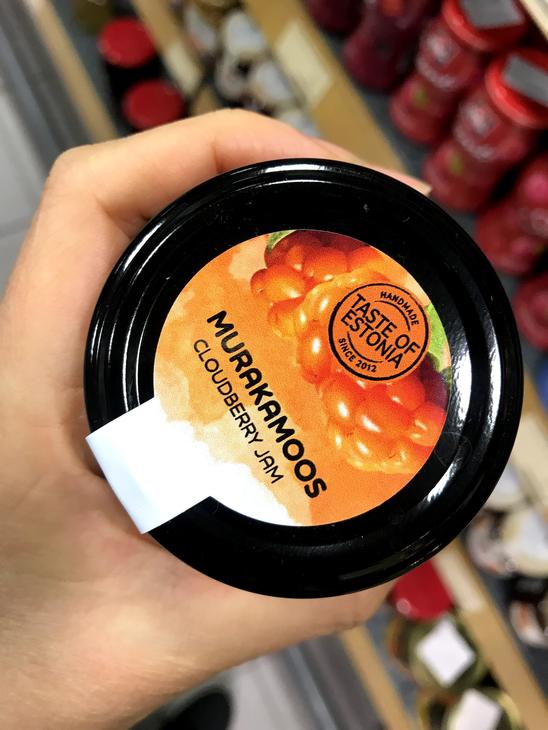 MURAKAMOOS
CLOUDBERRY JAM
HANDMADE
TASTE OF
ESTONIA
SINCE 2012